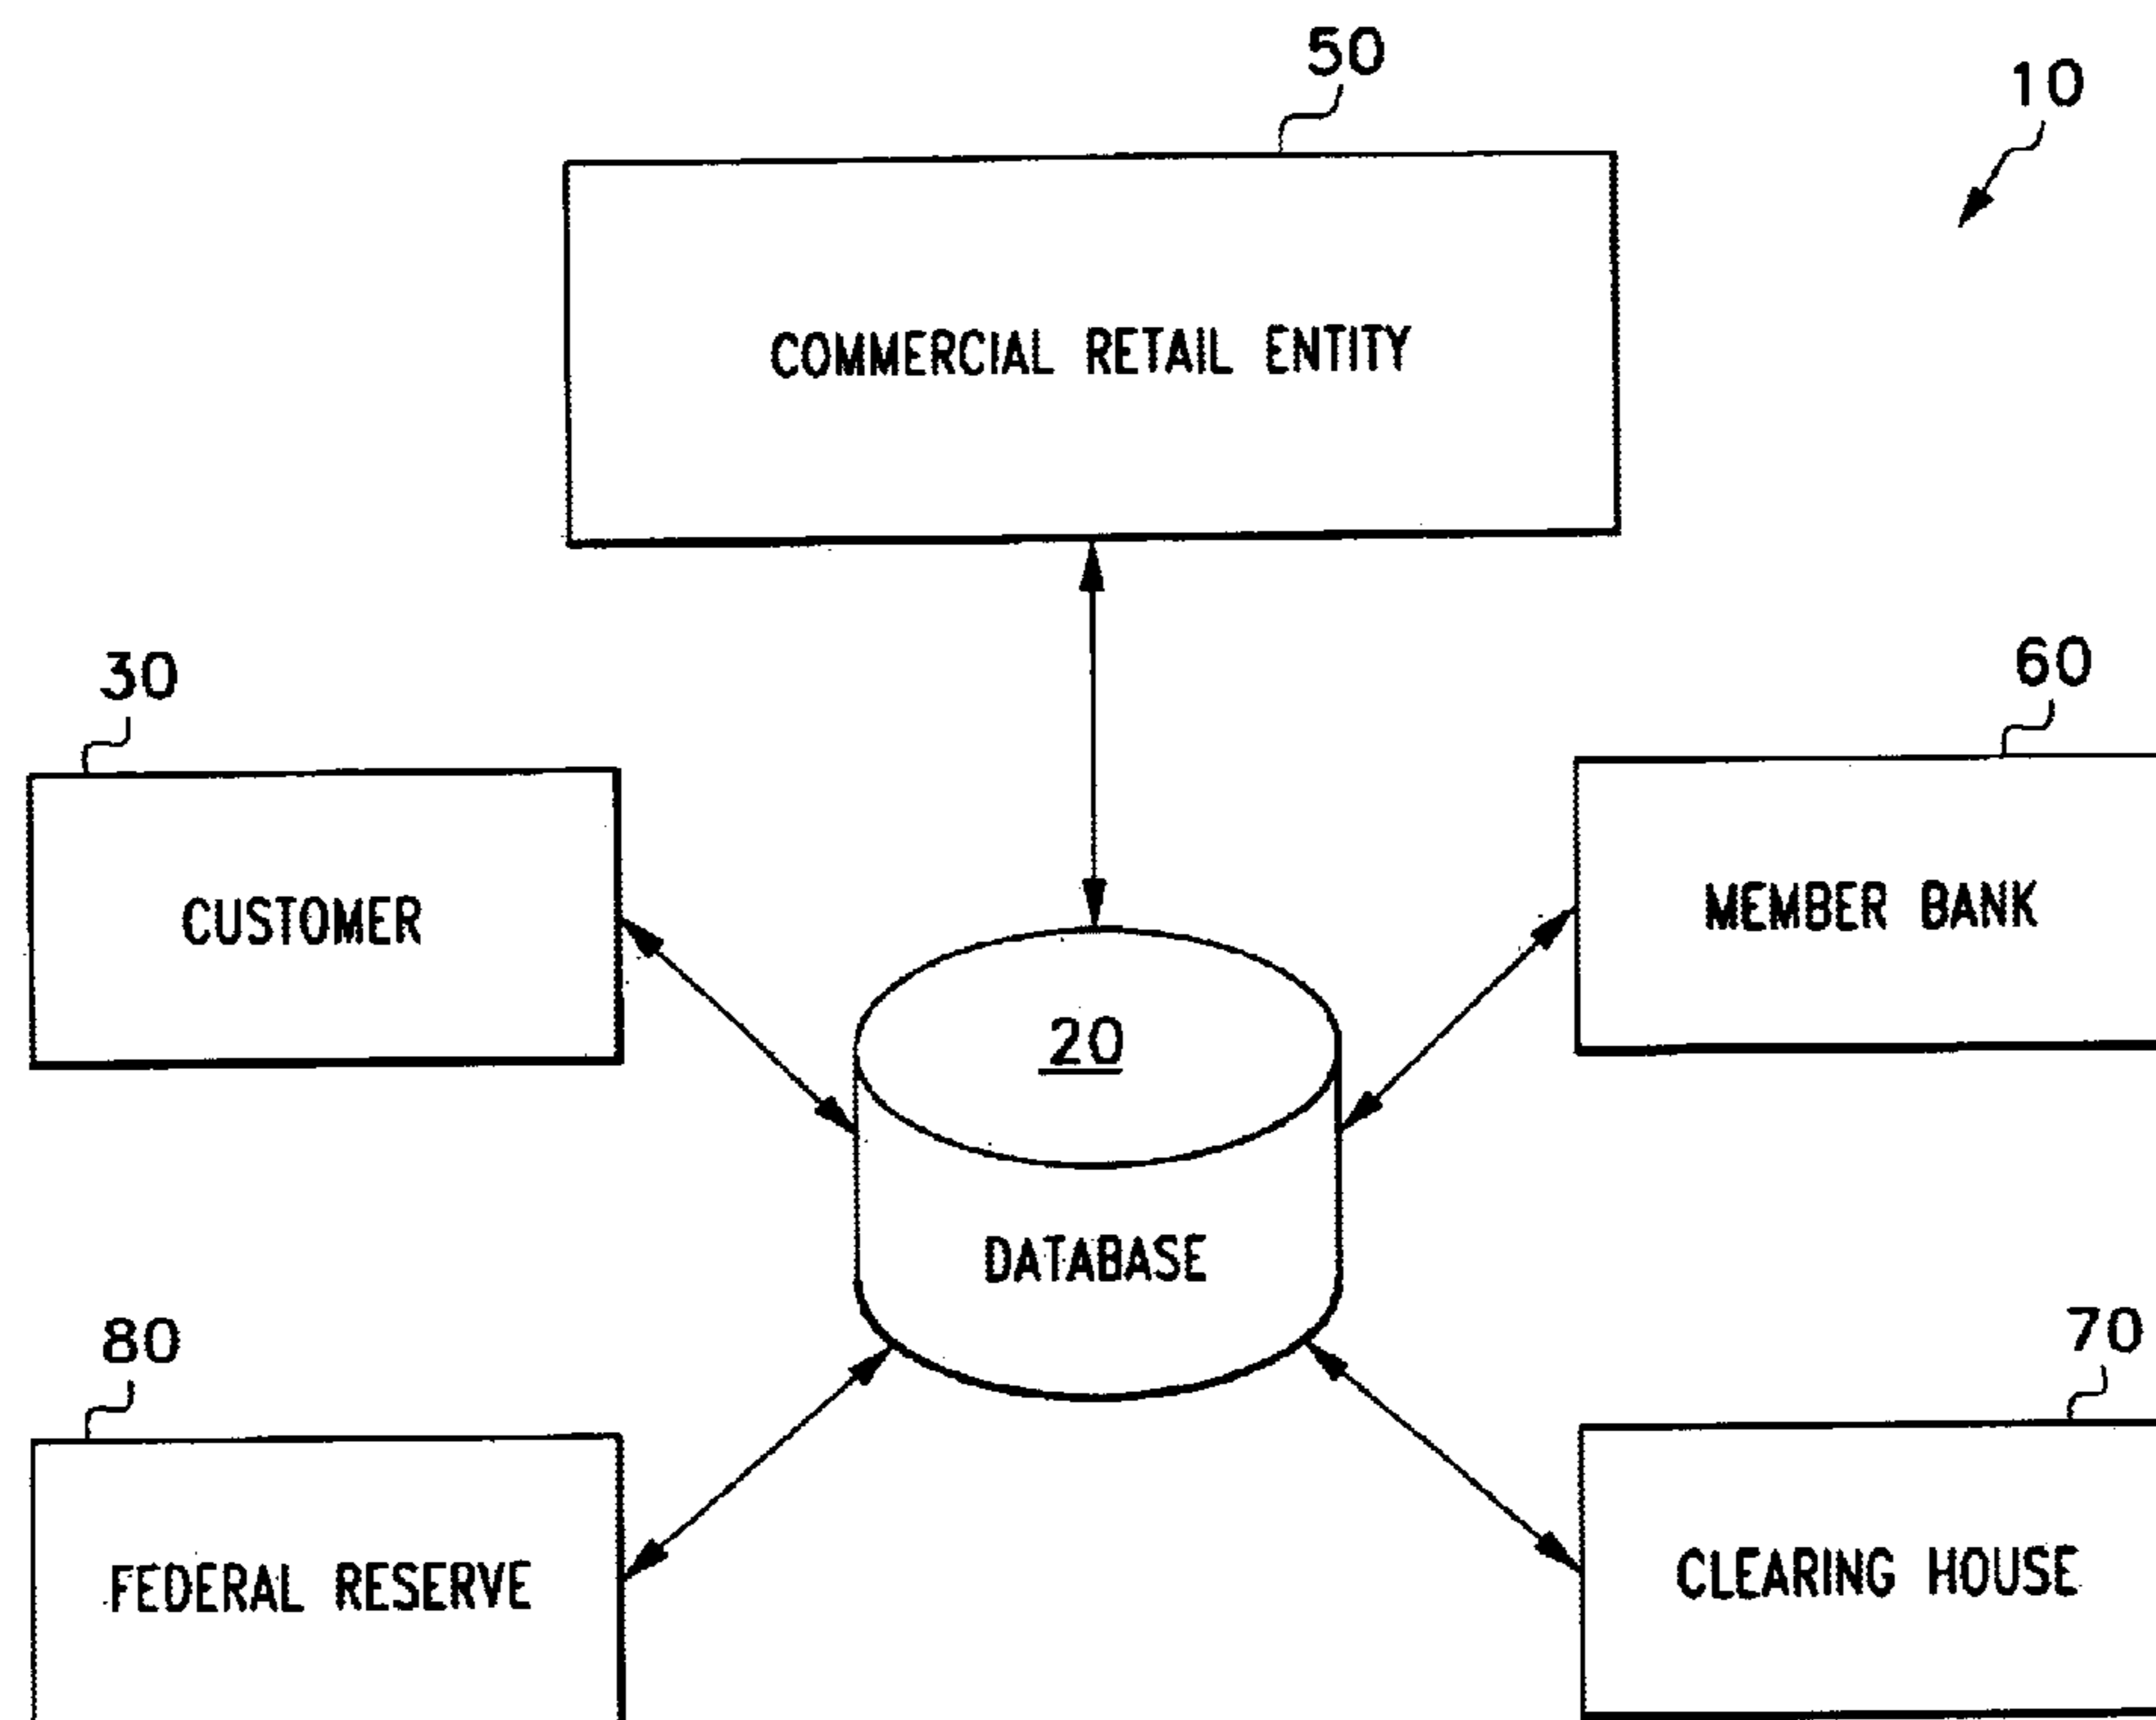 50
10
COMMERCIAL RETAIL ENTITY
30
60
CUSTOMER
MEMBER BANK
20
DATABASE
80
70
FEDERAL RESERVE
CLEARING HOUSE